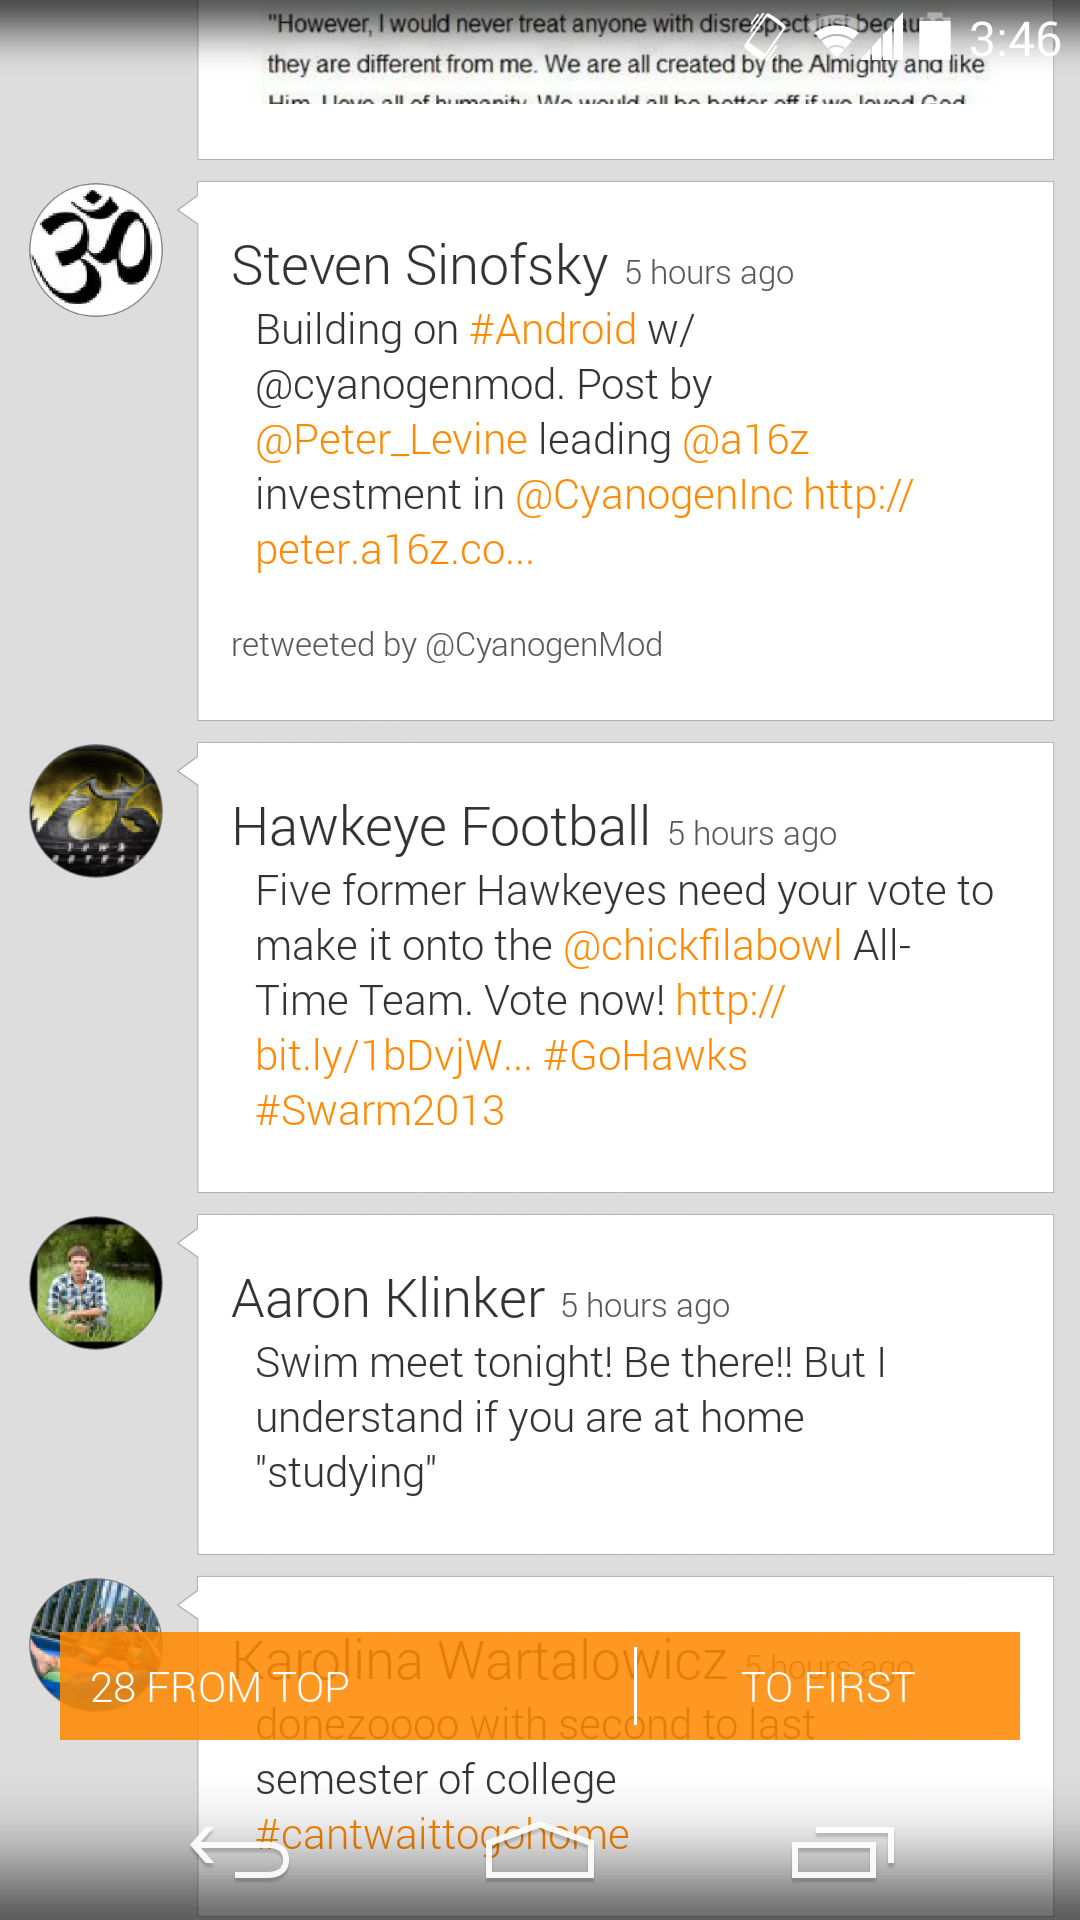 "However, I would never treat anyone with disrespect just becau
3:46
they are different from me. We are all created by the Almighty and like
Him, I love all of humanity. We would all be better off if we loved God
Steven Sinofsky 5 hours ago
Building on #Android w/
@cyanogenmod. Post by
@Peter_Levine leading @a16z
investment in @CyanogenInc http://
peter.a16z.co...
retweeted by @CyanogenMod
Hawkeye Football 5 hours ago
Five former Hawkeyes need your vote to
make it onto the @chickfilabowl All-
Time Team. Vote now! http://
bit.ly/1bDvjW... #GoHawks
#Swarm2013
Aaron Klinker 5 hours ago
Swim meet tonight! Be there!! But I
understand if you are at home
"studying"
Karolina Wartalowicz 5 hours ago
28 FROM TOP TO FIRST
donezoooo with second to last
semester of college
#cantwaittogohome